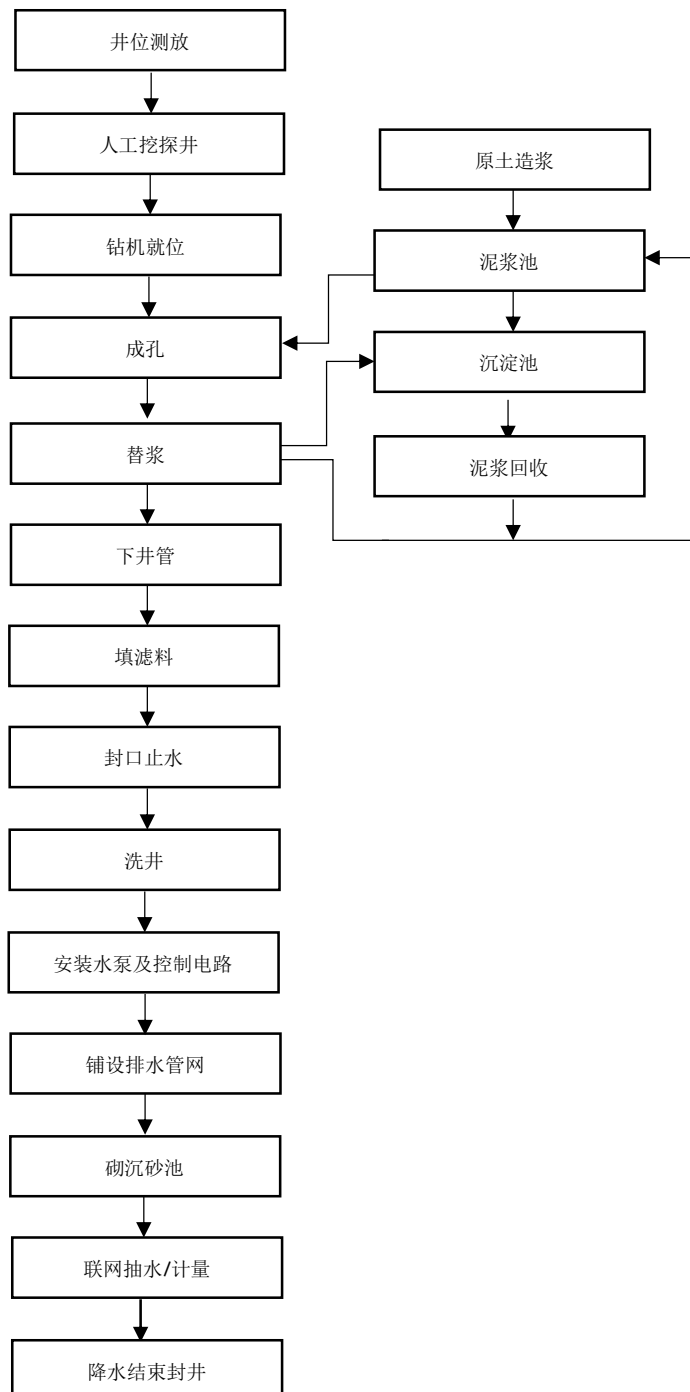 井位测放
人工挖探井
钻机就位
成孔
替浆
下井管
填滤料
封口止水
洗井
安装水泵及控制电路
铺设排水管网
砌沉砂池
联网抽水/计量
降水结束封井
原土造浆
泥浆池
沉淀池
泥浆回收